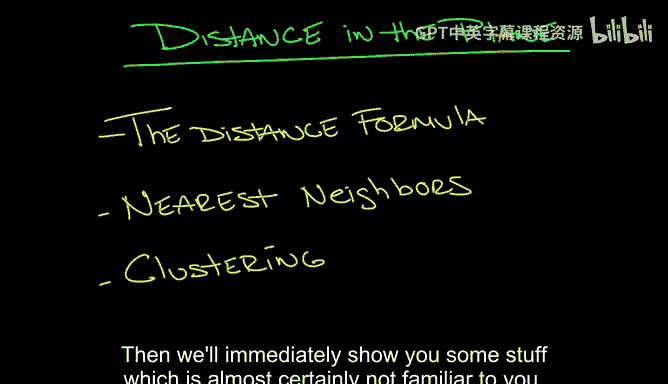 DISTANCE in the
GPT中英字幕课程资源 bilibili
- THE DISTANCE FORMULA
- NEAREST Neighbors
- Clustering
Then we'll immediately show you some stuff
which is almost certainly not familiar to you